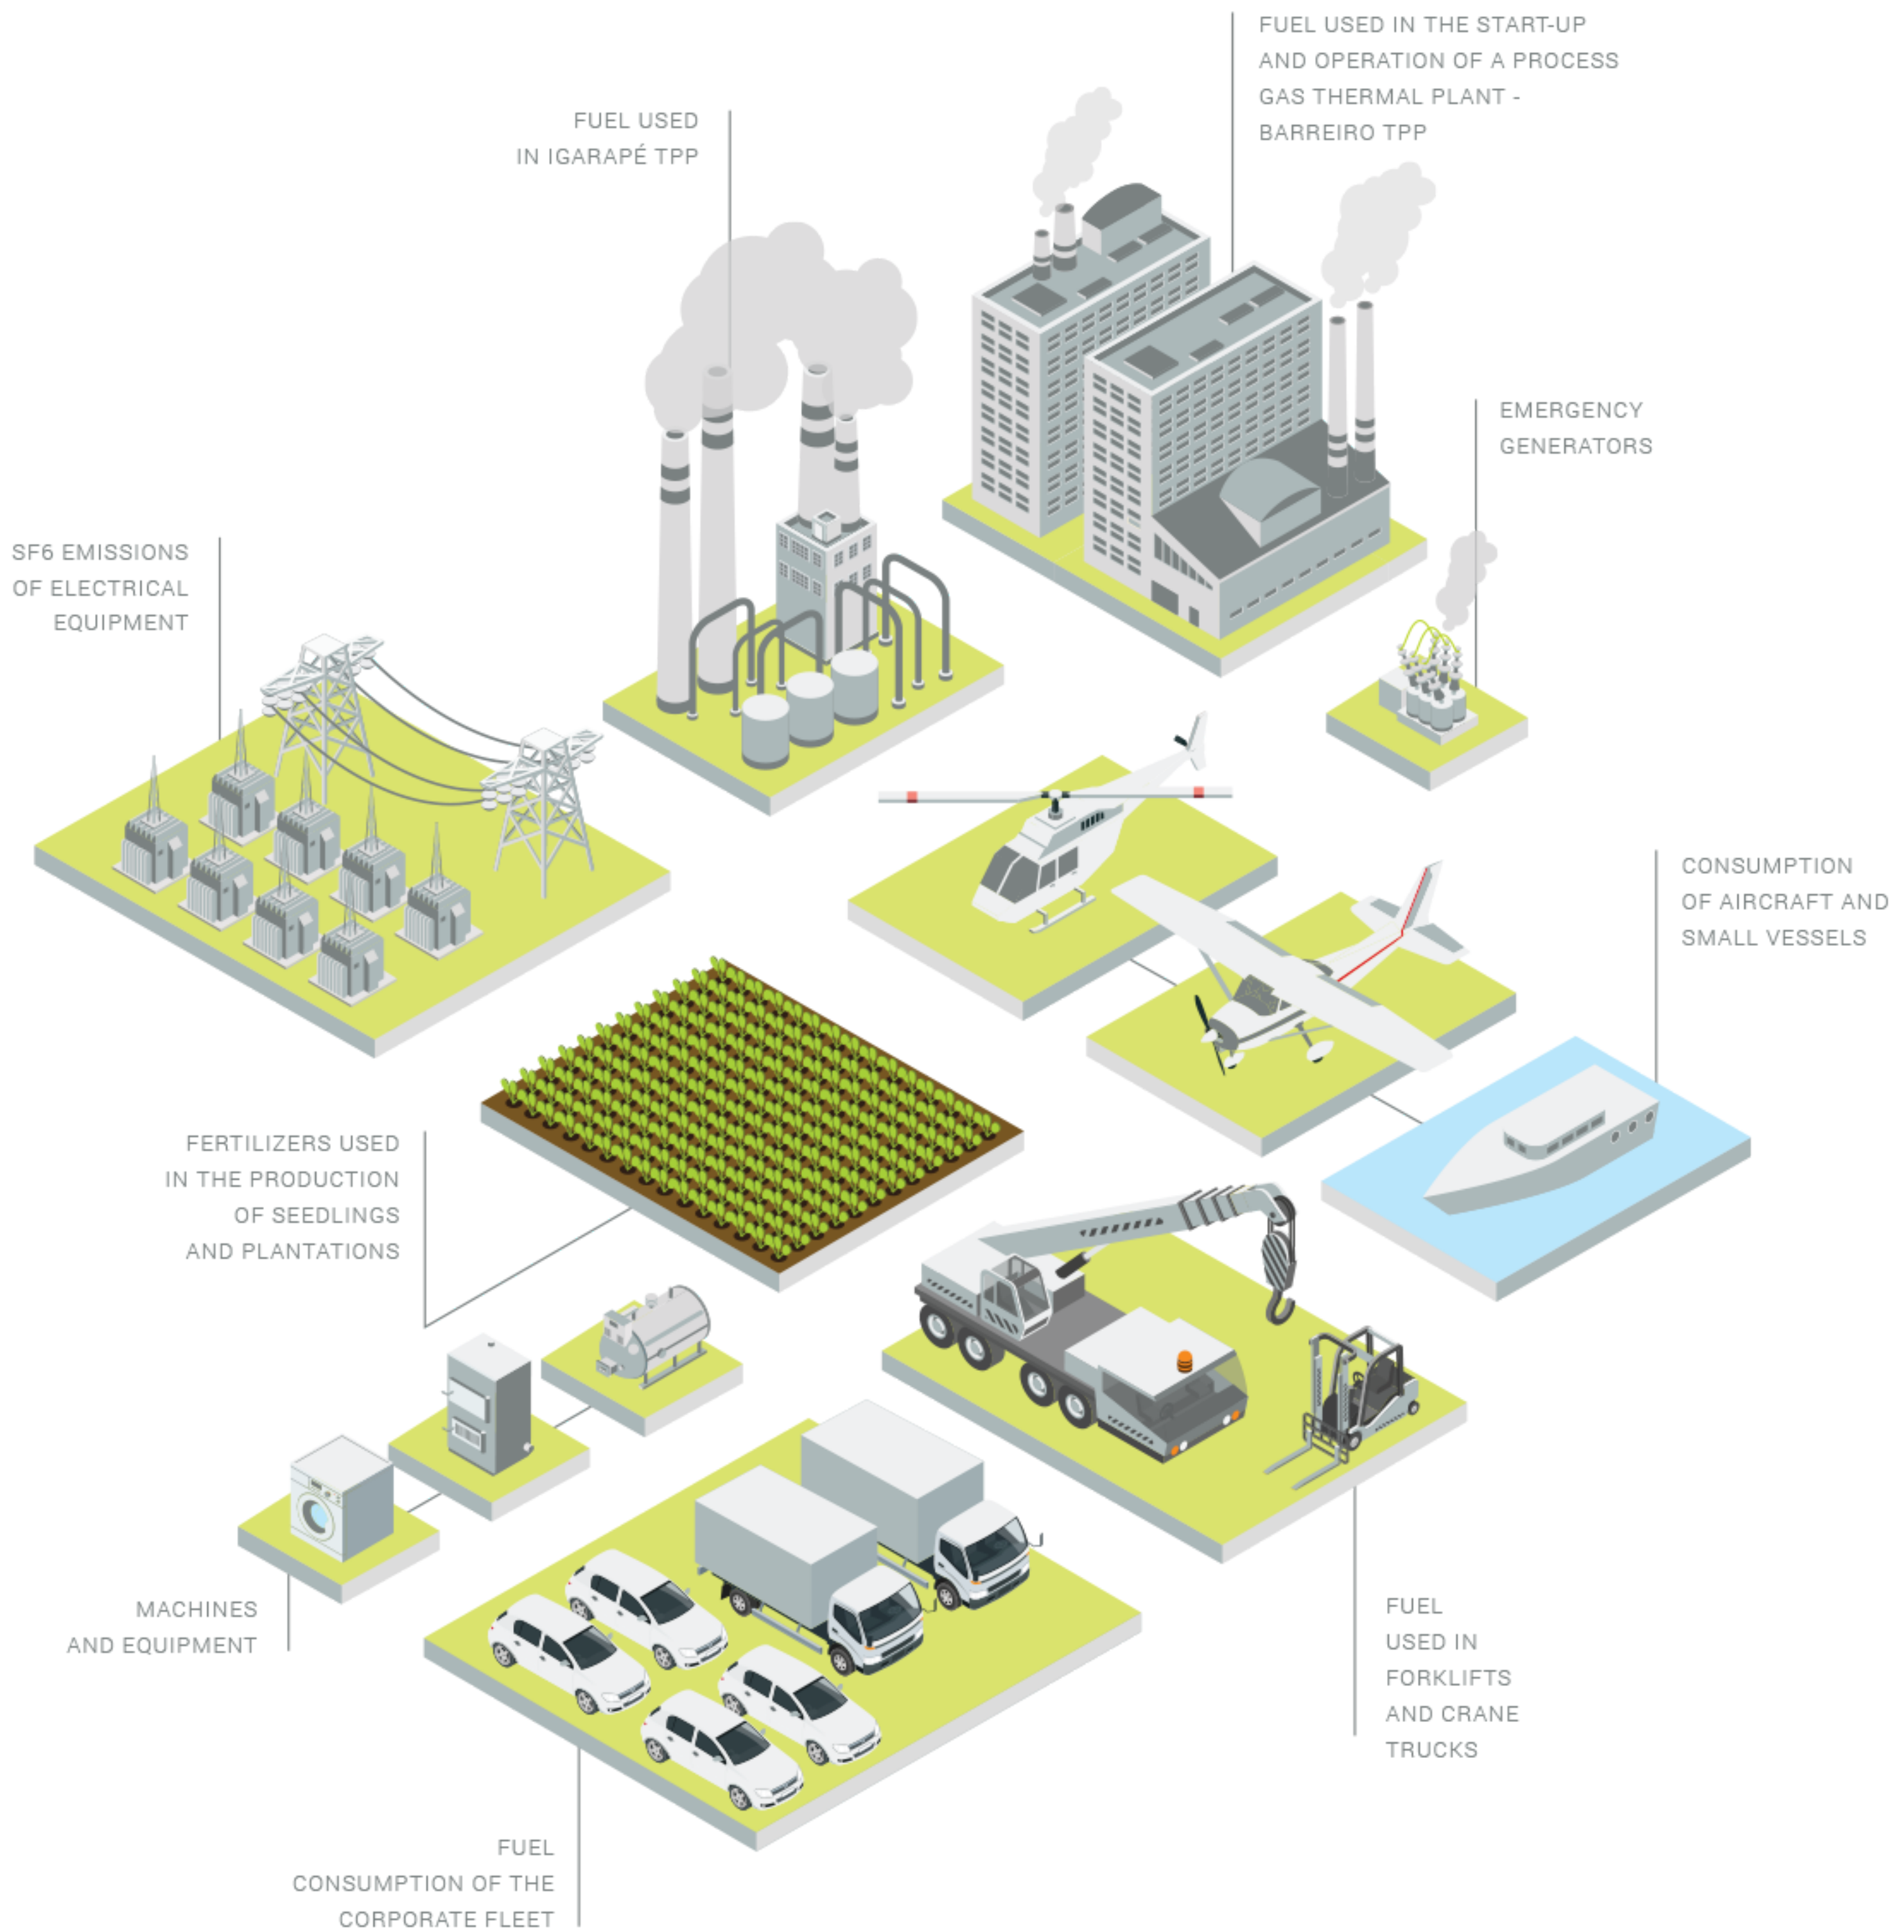 FUEL USED IN THE START-UP
AND OPERATION OF A PROCESS
GAS THERMAL PLANT -
BARREIRO TPP
FUEL USED
IN IGARAPÉ TPP
EMERGENCY
GENERATORS
SF6 EMISSIONS
OF ELECTRICAL
EQUIPMENT
CONSUMPTION
OF AIRCRAFT AND
SMALL VESSELS
FERTILIZERS USED
IN THE PRODUCTION
OF SEEDLINGS
AND PLANTATIONS
MACHINES
AND EQUIPMENT
FUEL
USED IN
FORKLIFTS
AND CRANE
TRUCKS
FUEL
CONSUMPTION OF THE
CORPORATE FLEET